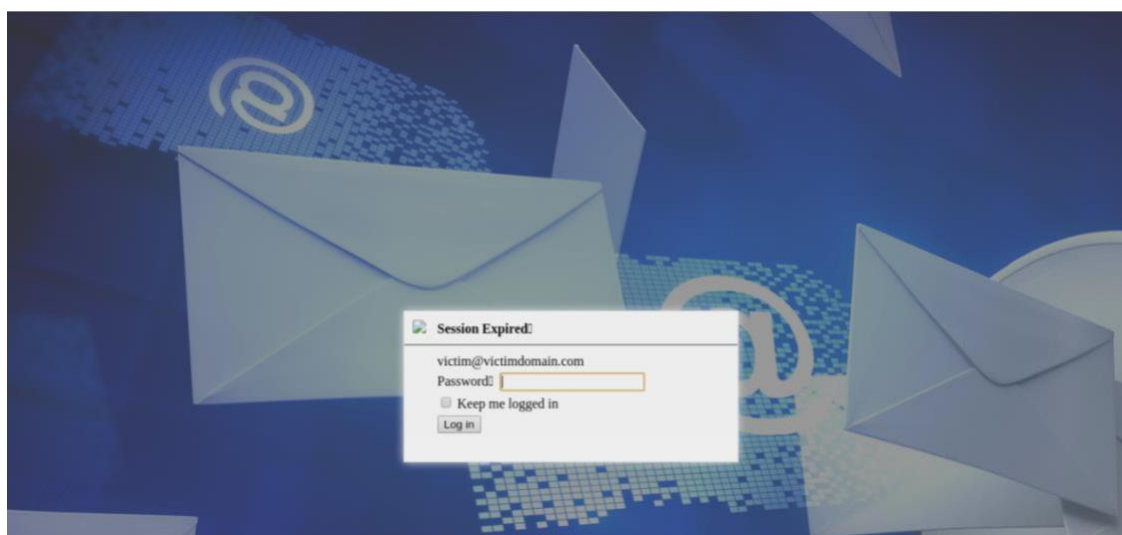 @
Session Expired▯
victim@victimdomain.com
Password▯
Keep me logged in
Log in
@